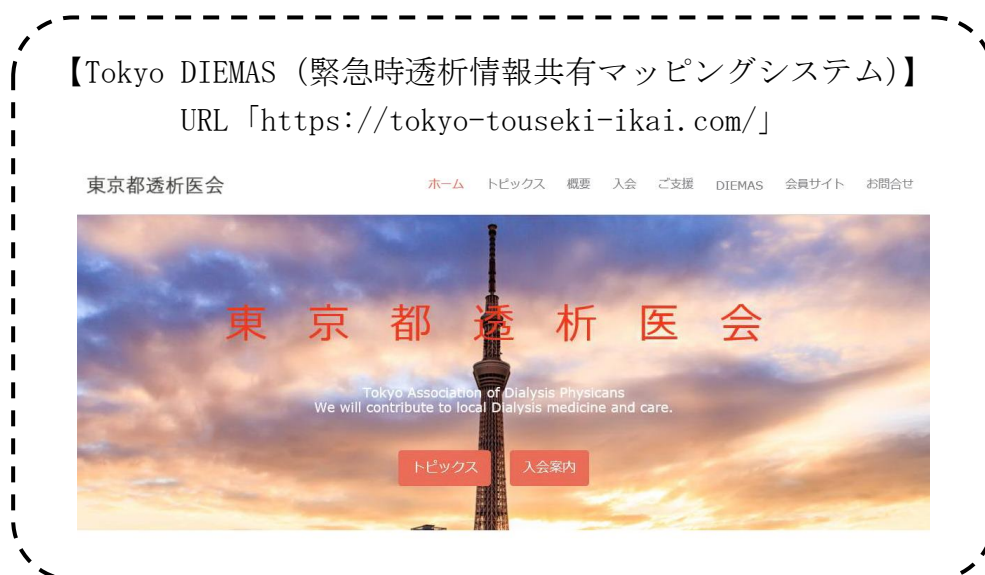 【Tokyo DIEMAS (緊急時透析情報共有マッピングシステム)】
URL「https://tokyo-touseki-ikai.com/」
東京都透析医会
ホーム トピックス 概要 入会 ご支援 DIEMAS 会員サイト お問合せ
東京都透析医会
Tokyo Association of Dialysis Physicans
We will contribute to local Dialysis medicine and care.
トピックス 入会案内